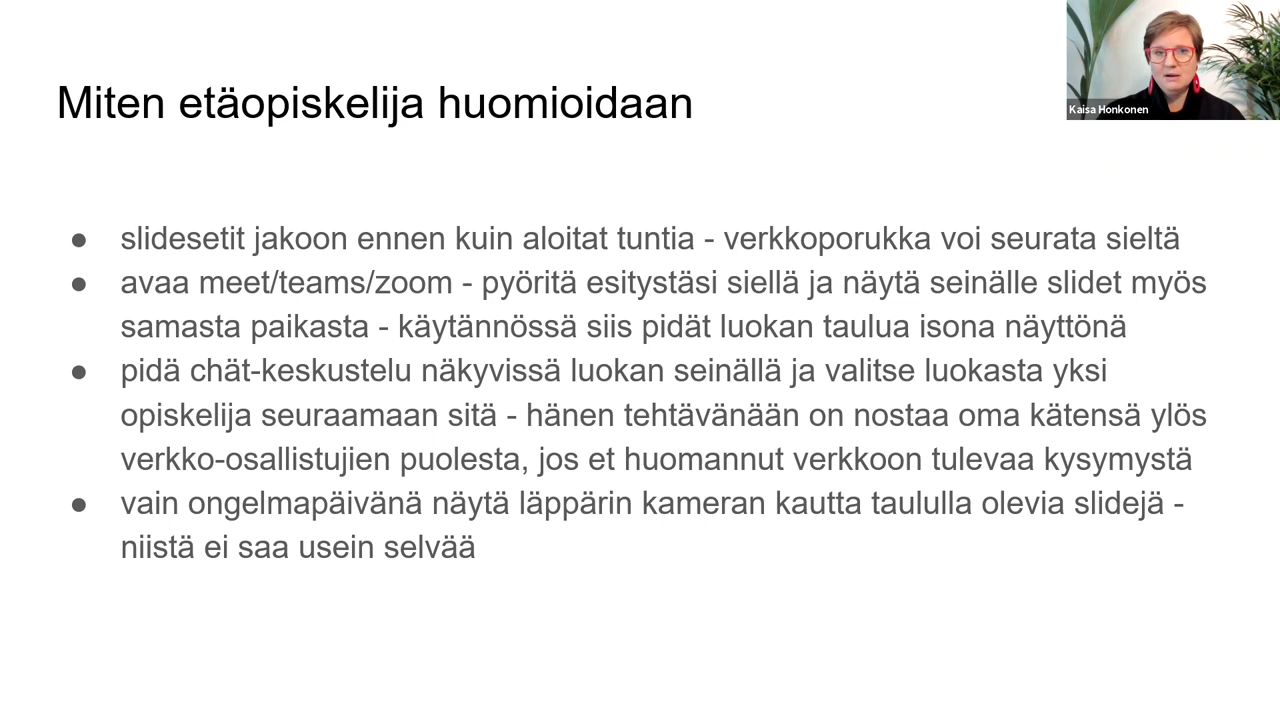 Miten etäopiskelija huomioidaan
Kaisa Honkonen
● slidesetit jakoon ennen kuin aloitat tuntia - verkkoporukka voi seurata sieltä
● avaa meet/teams/zoom - pyöritä esitystäsi siellä ja näytä seinälle slidet myös
samasta paikasta - käytännössä siis pidät luokan taulua isona näyttönä
● pidä chät-keskustelu näkyvissä luokan seinällä ja valitse luokasta yksi
opiskelija seuraamaan sitä - hänen tehtävänään on nostaa oma kätensä ylös
verkko-osallistujien puolesta, jos et huomannut verkkoon tulevaa kysymystä
● vain ongelmapäivänä näytä läppärin kameran kautta taululla olevia slidejä -
niistä ei saa usein selvää